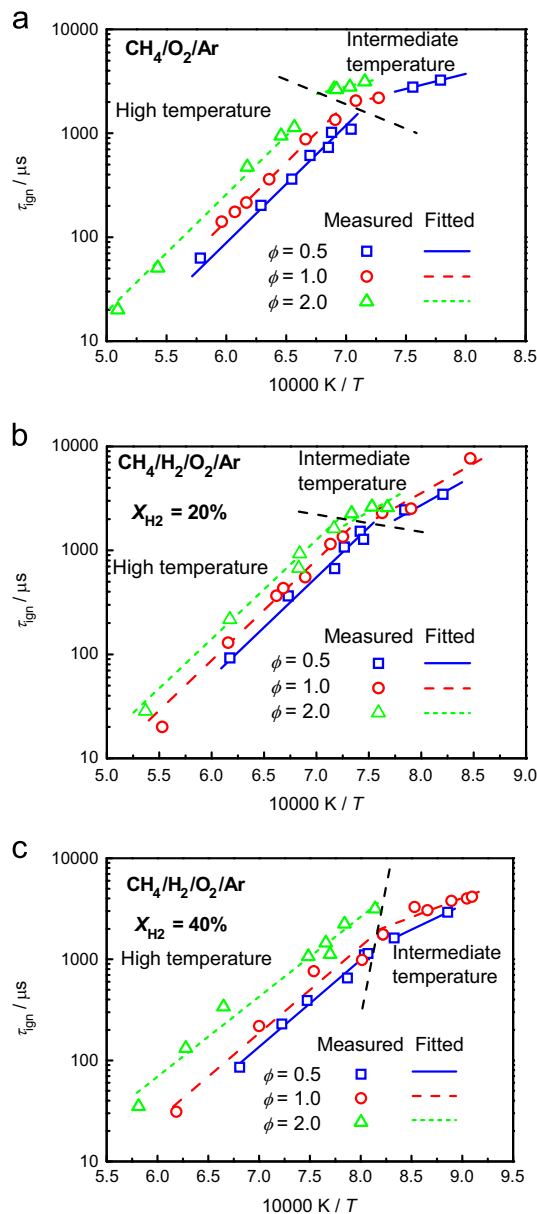 a
CH4/O2/Ar
Intermediate
temperature
High temperature
Measured Fitted
ϕ = 0.5
ϕ = 1.0
ϕ = 2.0
10000
1000
100
10
τign / μs
5.0 5.5 6.0 6.5 7.0 7.5 8.0 8.5
10000 K / T
b
CH4/H2/O2/Ar
XH2 = 20%
Intermediate
temperature
High temperature
Measured Fitted
ϕ = 0.5
ϕ = 1.0
ϕ = 2.0
10000
1000
100
10
τign / μs
5.0 5.5 6.0 6.5 7.0 7.5 8.0 8.5 9.0
10000 K / T
c
CH4/H2/O2/Ar
XH2 = 40%
High temperature
Intermediate
temperature
Measured Fitted
ϕ = 0.5
ϕ = 1.0
ϕ = 2.0
10000
1000
100
10
τign / μs
5.5 6.0 6.5 7.0 7.5 8.0 8.5 9.0 9.5
10000 K / T